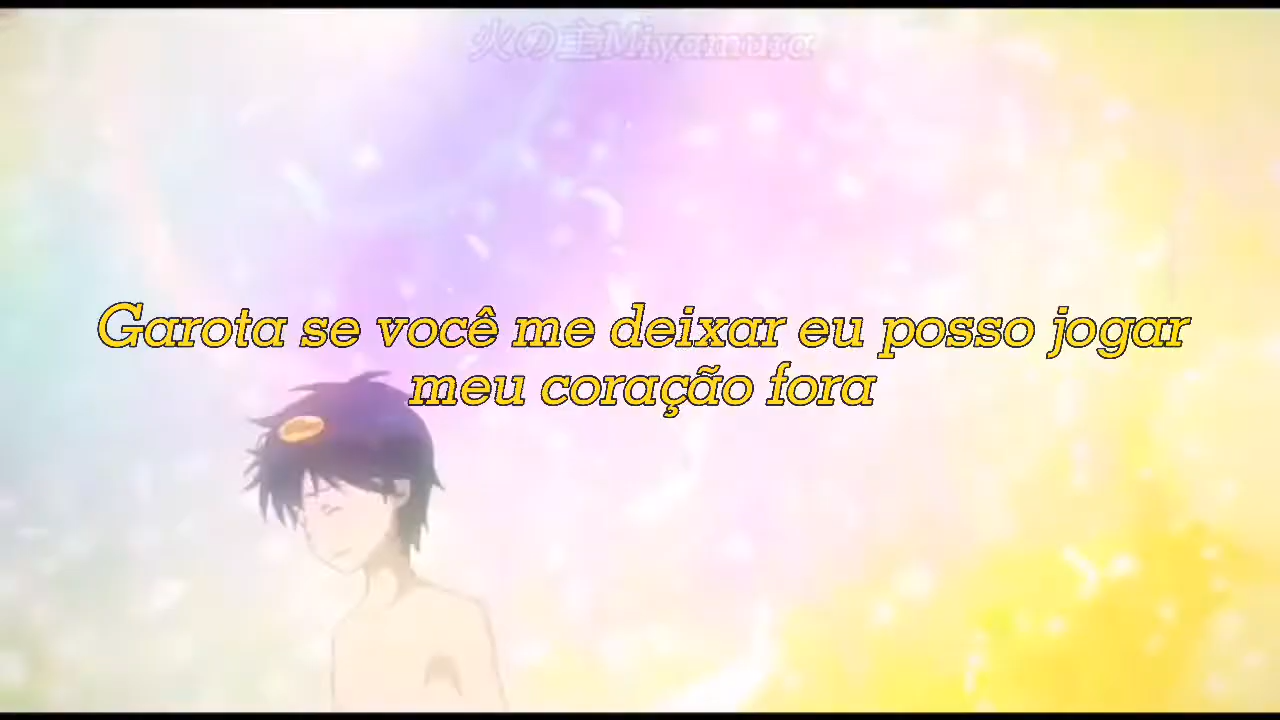 火の主Miyamura
Garota se você me deixar eu posso jogar
meu coração fora